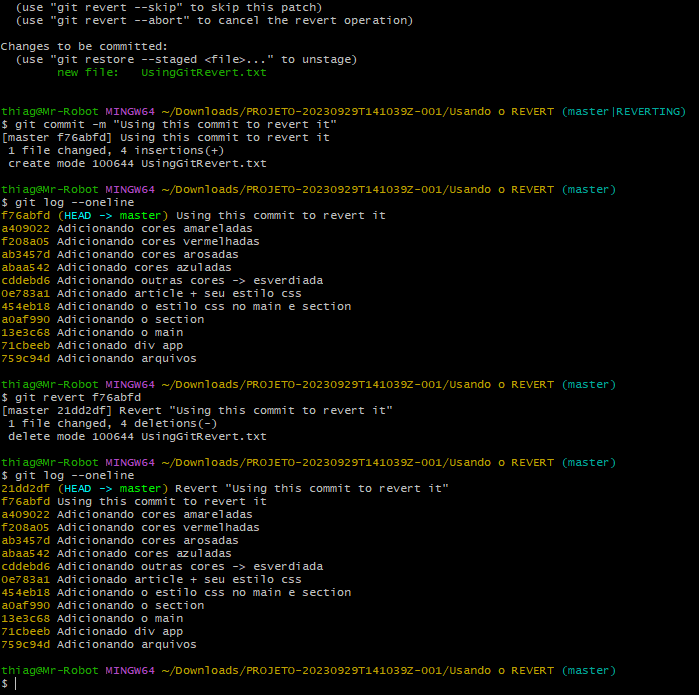 (use "git revert --skip" to skip this patch)
(use "git revert --abort" to cancel the revert operation)
Changes to be committed:
(use "git restore --staged <file>..." to unstage)
new file:   UsingGitRevert.txt
thiag@Mr-Robot MINGW64 ~/Downloads/PROJETO-20230929T141039Z-001/Usando o REVERT (master|REVERTING)
$ git commit -m "Using this commit to revert it"
[master f76abfd] Using this commit to revert it
1 file changed, 4 insertions(+)
create mode 100644 UsingGitRevert.txt
thiag@Mr-Robot MINGW64 ~/Downloads/PROJETO-20230929T141039Z-001/Usando o REVERT (master)
$ git log --oneline
f76abfd (HEAD -> master) Using this commit to revert it
a409022 Adicionando cores amareladas
f208a05 Adicionando cores vermelhadas
ab3457d Adicionando cores arosadas
abaa542 Adicionado cores azuladas
cddebd6 Adicionando outras cores -> esverdiada
0e783a1 Adicionado article + seu estilo css
454eb18 Adicionando o estilo css no main e section
a0af990 Adicionando o section
13e3c68 Adicionando o main
71cbeeb Adicionado div app
759c94d Adicionando arquivos
thiag@Mr-Robot MINGW64 ~/Downloads/PROJETO-20230929T141039Z-001/Usando o REVERT (master)
$ git revert f76abfd
[master 21dd2df] Revert "Using this commit to revert it"
1 file changed, 4 deletions(-)
delete mode 100644 UsingGitRevert.txt
thiag@Mr-Robot MINGW64 ~/Downloads/PROJETO-20230929T141039Z-001/Usando o REVERT (master)
$ git log --oneline
21dd2df (HEAD -> master) Revert "Using this commit to revert it"
f76abfd Using this commit to revert it
a409022 Adicionando cores amareladas
f208a05 Adicionando cores vermelhadas
ab3457d Adicionando cores arosadas
abaa542 Adicionado cores azuladas
cddebd6 Adicionando outras cores -> esverdiada
0e783a1 Adicionado article + seu estilo css
454eb18 Adicionando o estilo css no main e section
a0af990 Adicionando o section
13e3c68 Adicionando o main
71cbeeb Adicionado div app
759c94d Adicionando arquivos
thiag@Mr-Robot MINGW64 ~/Downloads/PROJETO-20230929T141039Z-001/Usando o REVERT (master)
$